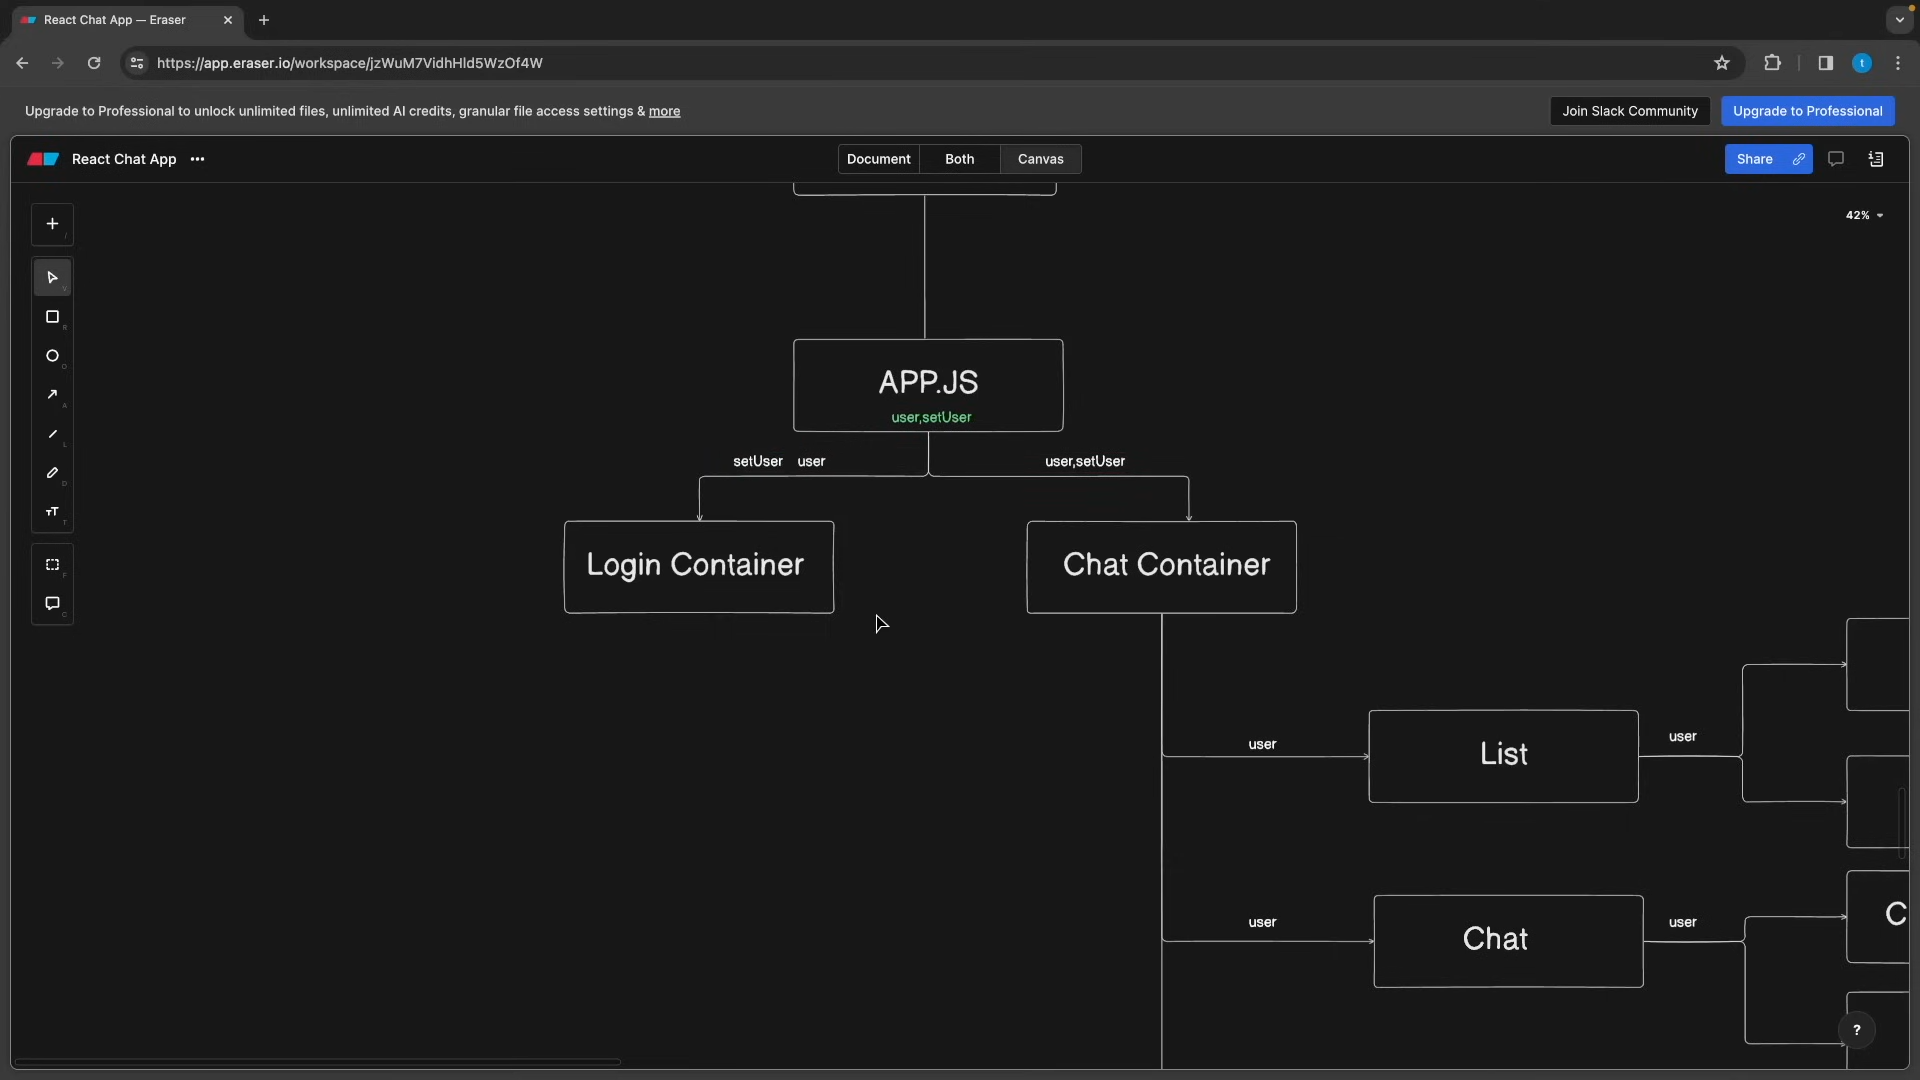 React Chat App — Eraser
https://app.eraser.io/workspace/jzWuM7VidhHld5WzOf4W
t
Upgrade to Professional to unlock unlimited files, unlimited AI credits, granular file access settings & more
Join Slack Community
Upgrade to Professional
React Chat App
Document
Both
Canvas
Share
42%
/
V
R
O
A
L
D
T
F
C
APP.JS
user,setUser
setUser user
user,setUser
Login Container
Chat Container
user
List
user
user
Chat
user
C
?